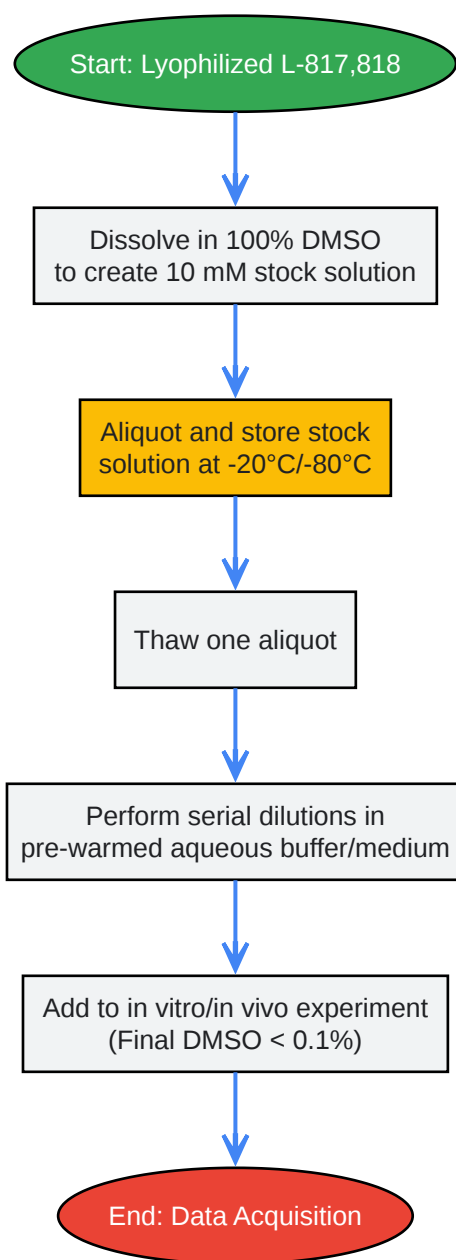 Start: Lyophilized L-817,818
Dissolve in 100% DMSO
to create 10 mM stock solution
Aliquot and store stock
solution at -20°C/-80°C
Thaw one aliquot
Perform serial dilutions in
pre-warmed aqueous buffer/medium
Add to in vitro/in vivo experiment
(Final DMSO < 0.1%)
End: Data Acquisition